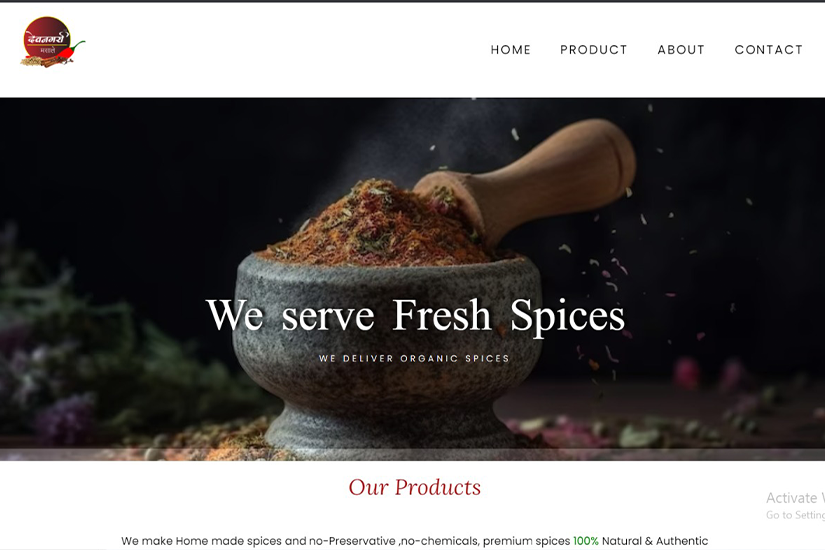 देवनगरी
मसाले
HOME PRODUCT ABOUT CONTACT
We serve Fresh Spices
WE DELIVER ORGANIC SPICES
Our Products
Activate
Go to Setting
We make Home made spices and no-Preservative ,no-chemicals, premium spices 100% Natural & Authentic